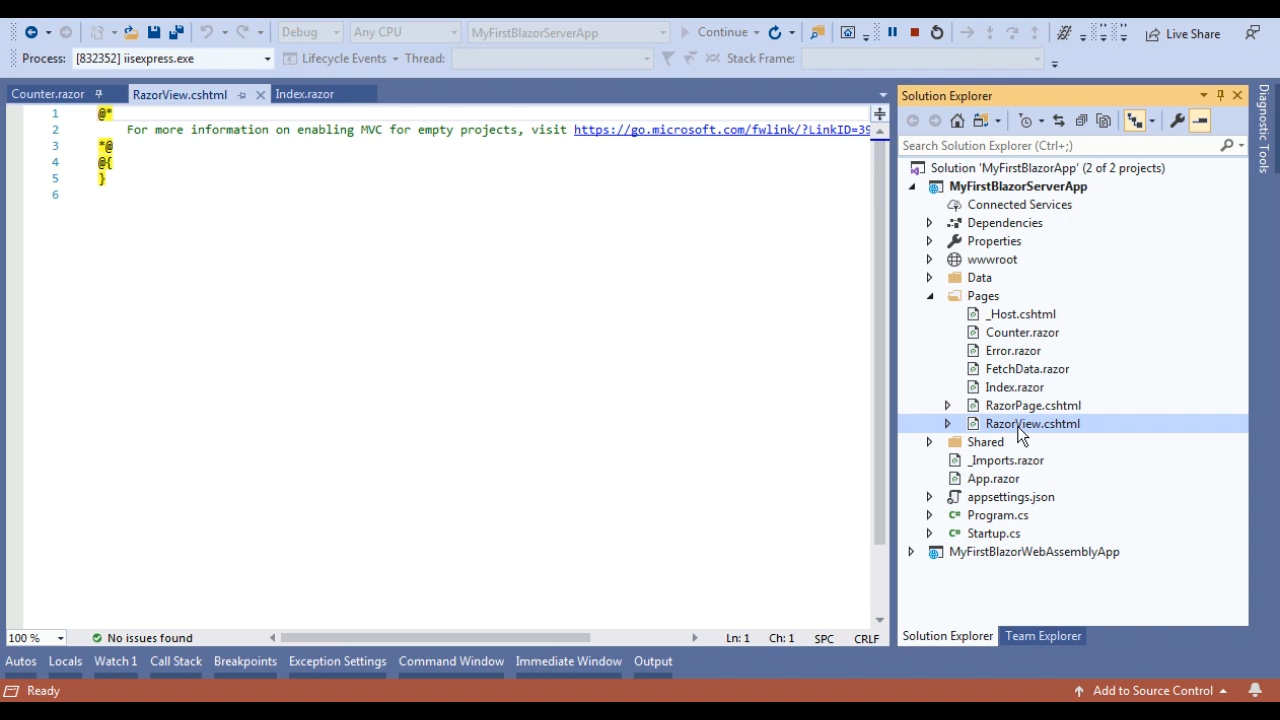 Debug
Any CPU
MyFirstBlazorServerApp
Continue
Live Share
Process: [832352] iisexpress.exe
Lifecycle Events
Thread:
Stack Frame:
Counter.razor
RazorView.cshtml
Index.razor
1 @*
2 For more information on enabling MVC for empty projects, visit https://go.microsoft.com/fwlink/?LinkID=39
3 *@
4 @{
5 }
6
100 %
No issues found
Ln: 1
Ch: 1
SPC
CRLF
Solution Explorer
Search Solution Explorer (Ctrl+;)
Solution 'MyFirstBlazorApp' (2 of 2 projects)
MyFirstBlazorServerApp
Connected Services
Dependencies
Properties
wwwroot
Data
Pages
_Host.cshtml
Counter.razor
Error.razor
FetchData.razor
Index.razor
RazorPage.cshtml
RazorView.cshtml
Shared
_Imports.razor
App.razor
appsettings.json
C# Program.cs
C# Startup.cs
MyFirstBlazorWebAssemblyApp
Solution Explorer
Team Explorer
Diagnostic Tools
Autos
Locals
Watch 1
Call Stack
Breakpoints
Exception Settings
Command Window
Immediate Window
Output
Ready
Add to Source Control